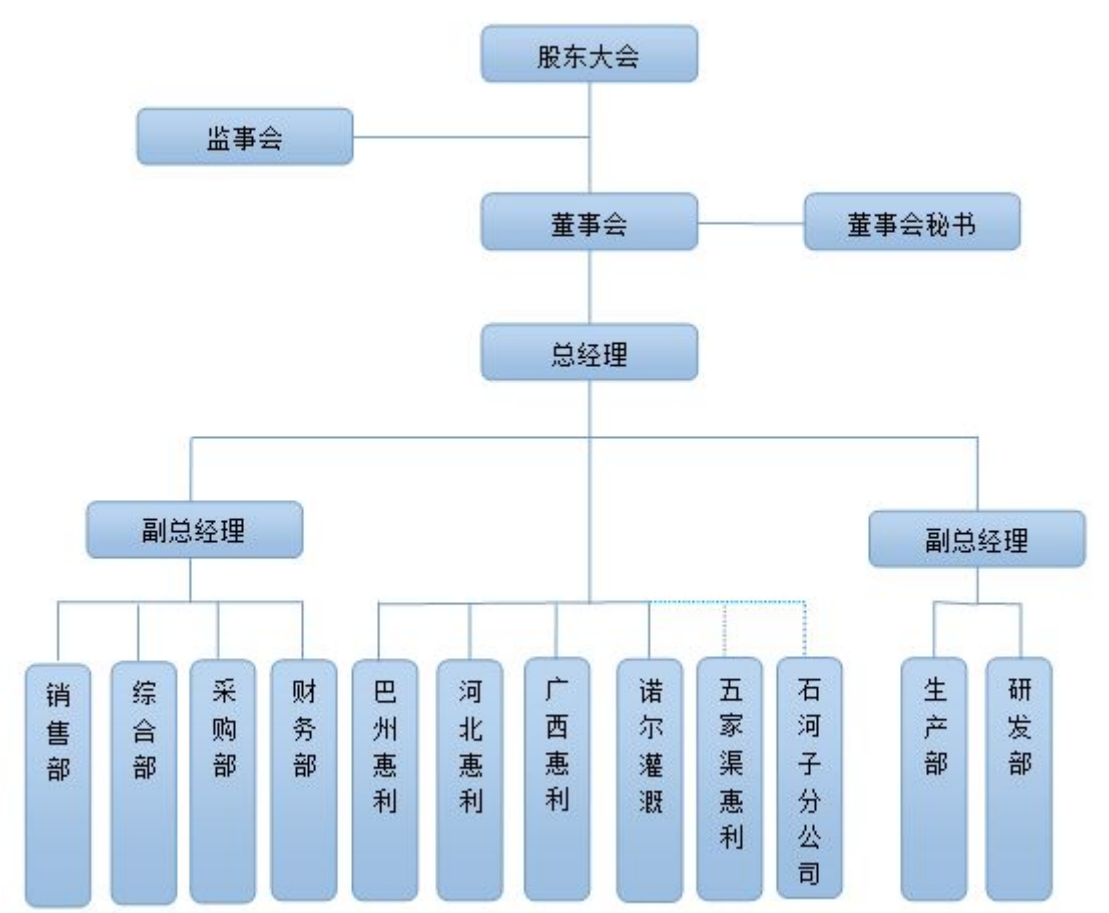 股东大会
监事会
董事会
董事会秘书
总经理
副总经理
副总经理
销售部
综合部
采购部
财务部
巴州惠利
河北惠利
广西惠利
诺尔灌溉
五家渠惠利
石河子分公司
生产部
研发部